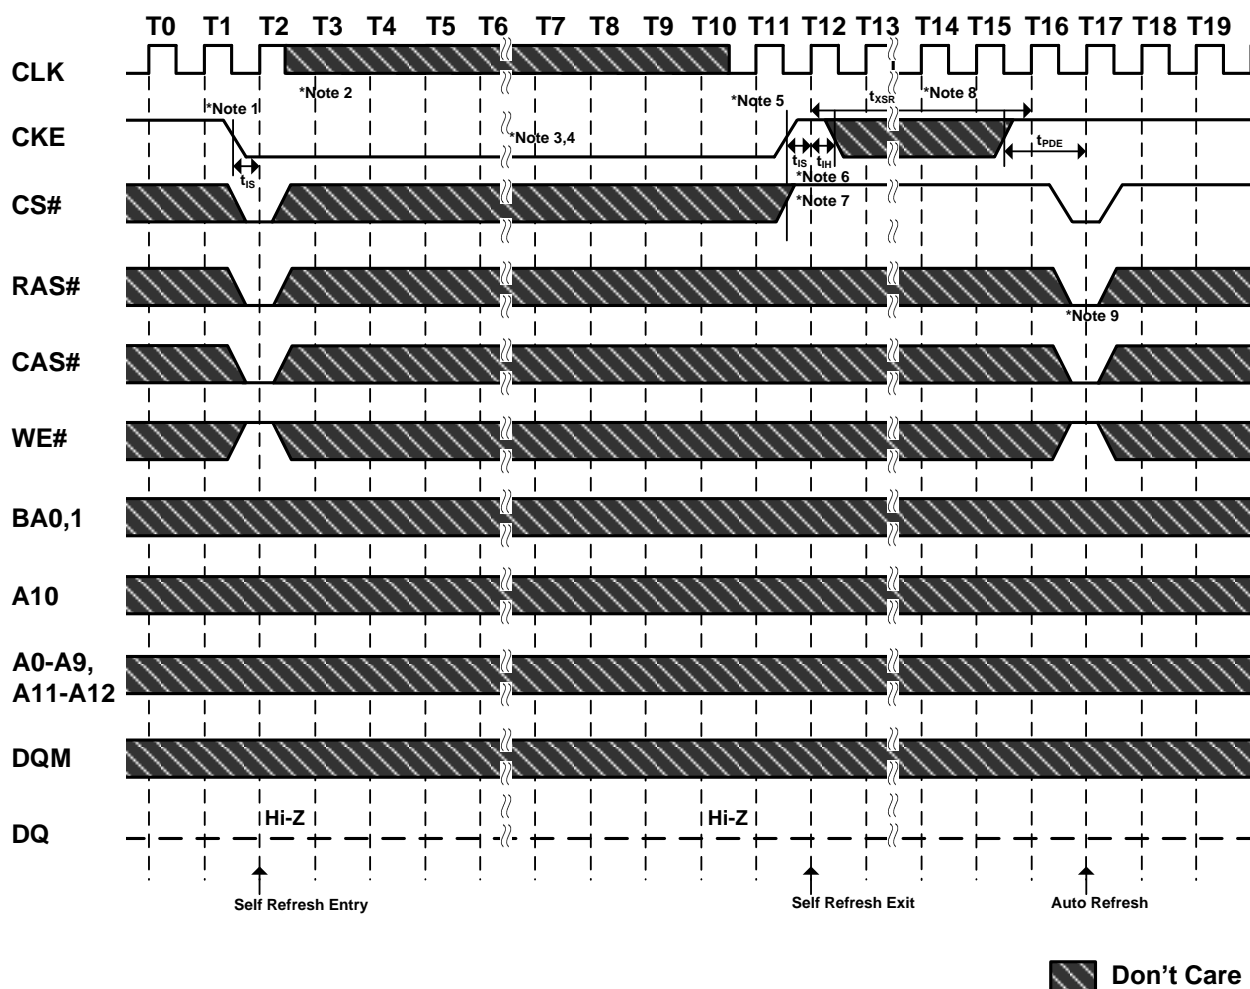 T0 T1 T2 T3 T4 T5 T6 T7 T8 T9 T10 T11 T12 T13 T14 T15 T16 T17 T18 T19
CLK
*Note 2 *Note 5 tXSR *Note 8
*Note 1
CKE *Note 3,4 tIS tIH tPDE
tIS *Note 6
CS# *Note 7
RAS#
*Note 9
CAS#
WE#
BA0,1
A10
A0-A9,
A11-A12
DQM
Hi-Z Hi-Z
DQ
Self Refresh Entry Self Refresh Exit Auto Refresh
Don't Care